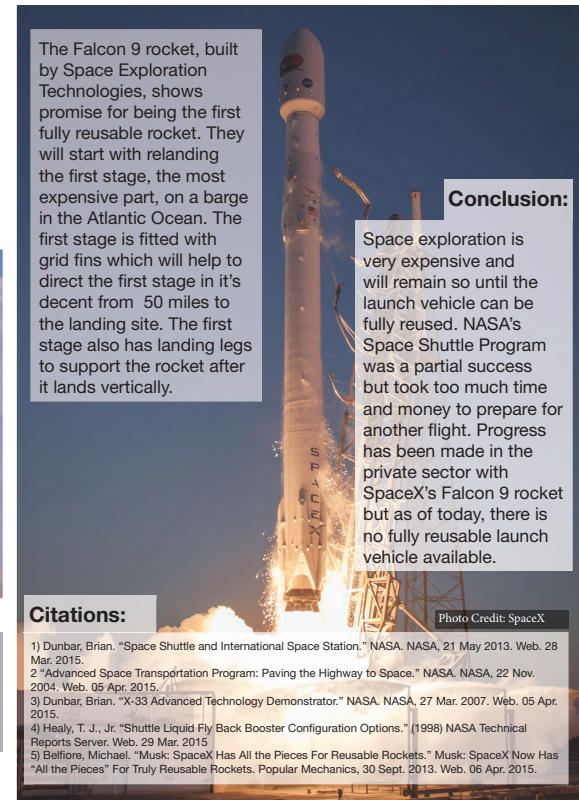 The Falcon 9 rocket, built
by Space Exploration
Technologies, shows
promise for being the first
fully reusable rocket. They
will start with relanding
the first stage, the most
expensive part, on a barge
in the Atlantic Ocean. The
first stage is fitted with
grid fins which will help to
direct the first stage in it's
decent from  50 miles to
the landing site. The first
stage also has landing legs
to support the rocket after
it lands vertically.
Conclusion:
Space exploration is
very expensive and
will remain so until the
launch vehicle can be
fully reused. NASA's
Space Shuttle Program
was a partial success
but took too much time
and money to prepare for
another flight. Progress
has been made in the
private sector with
SpaceX's Falcon 9 rocket
but as of today, there is
no fully reusable launch
vehicle available.
SPACEX
Photo Credit: SpaceX
Citations:
1) Dunbar, Brian. "Space Shuttle and International Space Station." NASA. NASA, 21 May 2013. Web. 28
Mar. 2015.
2 "Advanced Space Transportation Program: Paving the Highway to Space." NASA. NASA, 22 Nov.
2004. Web. 05 Apr. 2015.
3) Dunbar, Brian. "X-33 Advanced Technology Demonstrator." NASA. NASA, 27 Mar. 2007. Web. 05 Apr.
2015.
4) Healy, T. J., Jr. "Shuttle Liquid Fly Back Booster Configuration Options." (1998) NASA Technical
Reports Server. Web. 29 Mar. 2015
5) Belfiore, Michael. "Musk: SpaceX Has All the Pieces For Reusable Rockets." Musk: SpaceX Now Has
"All the Pieces" For Truly Reusable Rockets. Popular Mechanics, 30 Sept. 2013. Web. 06 Apr. 2015.